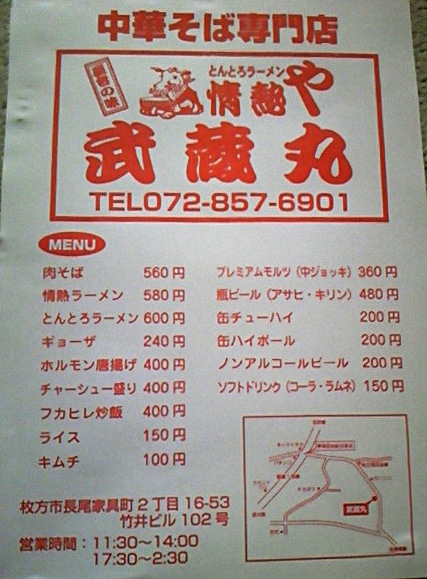 中華そば専門店
とんとろラーメン
情熱や
武蔵丸
TEL072-857-6901
MENU
肉そば 560円
情熱ラーメン 580円
とんとろラーメン 600円
ギョーザ 240円
ホルモン唐揚げ 400円
チャーシュー盛り 400円
フカヒレ炒飯 400円
ライス 150円
キムチ 100円
プレミアムモルツ（中ジョッキ） 360円
瓶ビール（アサヒ・キリン） 480円
缶チューハイ 200円
缶ハイボール 200円
ノンアルコールビール 200円
ソフトドリンク（コーラ・ラムネ） 150円
武蔵丸
枚方市長尾家具町2丁目16-53
竹井ビル102号
営業時間：11:30~14:00
17:30~2:30